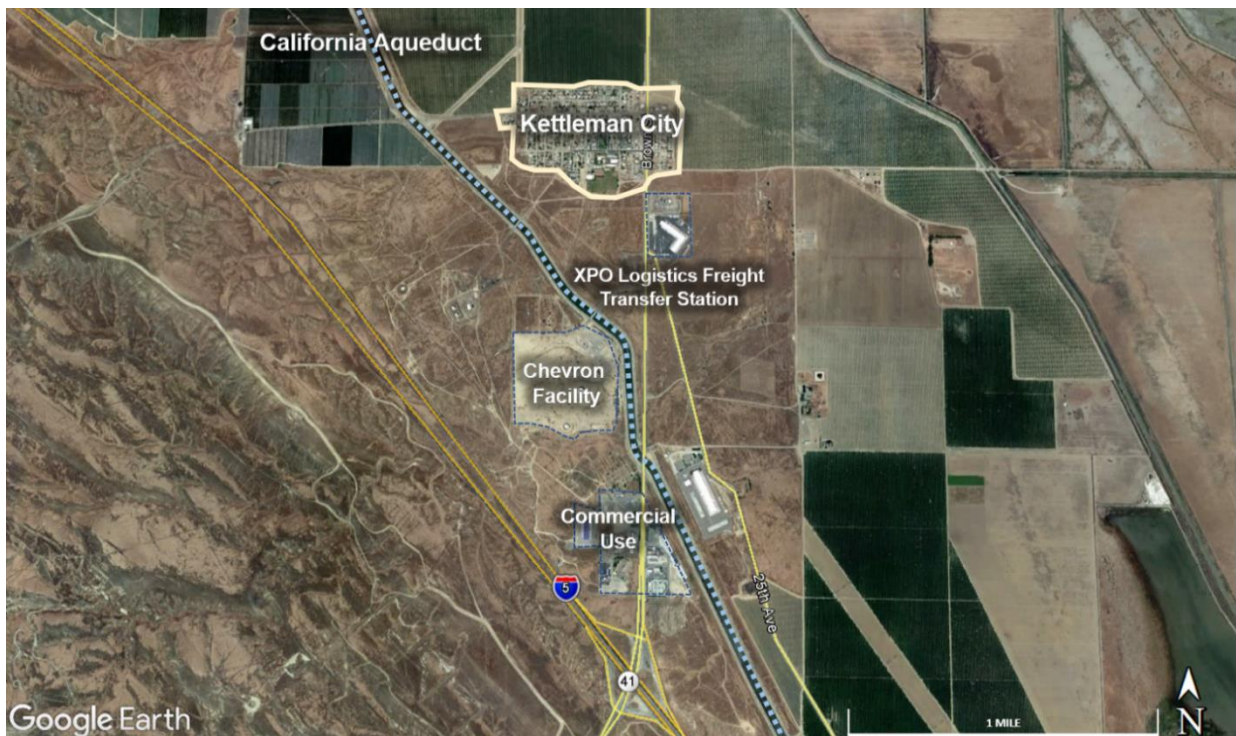 California Aqueduct
Kettleman City
Brown
XPO Logistics Freight
Transfer Station
Chevron
Facility
Commercial
Use
5
25th Ave
41
Google Earth
1 MILE
N